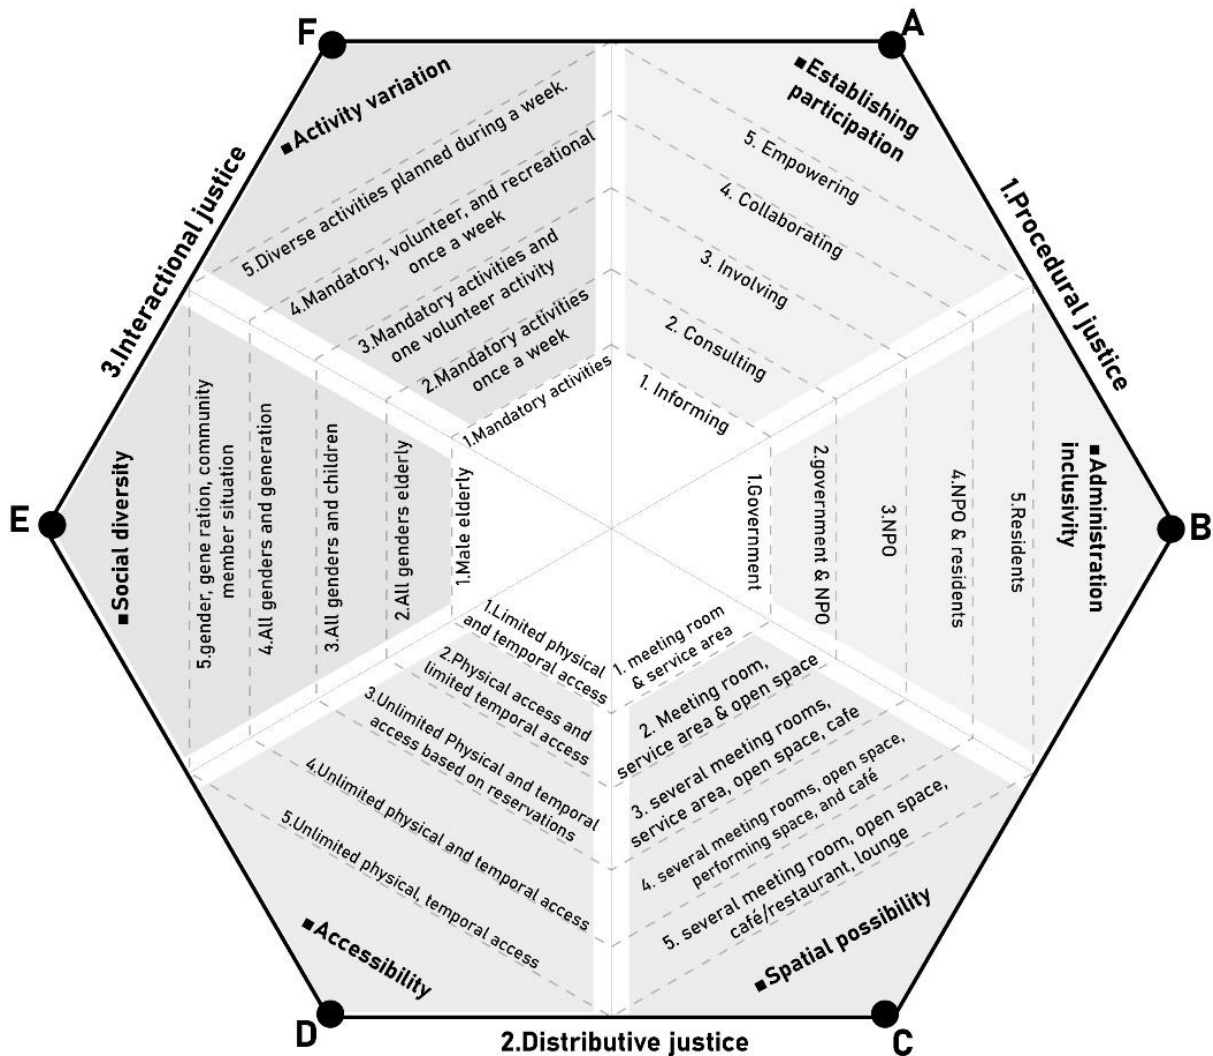 F
A
■Activity variation
5.Diverse activities planned during a week.
4.Mandatory, volunteer, and recreational
once a week
3.Mandatory activities and
one volunteer activity
2.Mandatory activities
once a week
1.Mandatory activities
■Establishing
participation
5. Empowering
4. Collaborating
3. Involving
2. Consulting
1. Informing
1.Procedural justice
3.Interactional justice
E
■Social diversity
5.gender, gene ration, community
member situation
4.All genders and generation
3.All genders and children
2.All genders elderly
1.Male elderly
1.Government
2.government & NPO
3.NPO
4.NPO & residents
5.Residents
■Administration
inclusivity
B
1.Limited physical
and temporal access
2.Physical access and
limited temporal access
3.Unlimited Physical and temporal
access based on reservations
4.Unlimited physical and temporal access
5.Unlimited physical, temporal access
■Accessibility
1. meeting room
& service area
2. Meeting room,
service area & open space
3. several meeting rooms,
service area, open space, cafe
4. several meeting rooms, open space,
performing space, and café
5. several meeting room, open space,
café/restaurant, lounge
■Spatial possibility
D
2.Distributive justice
C